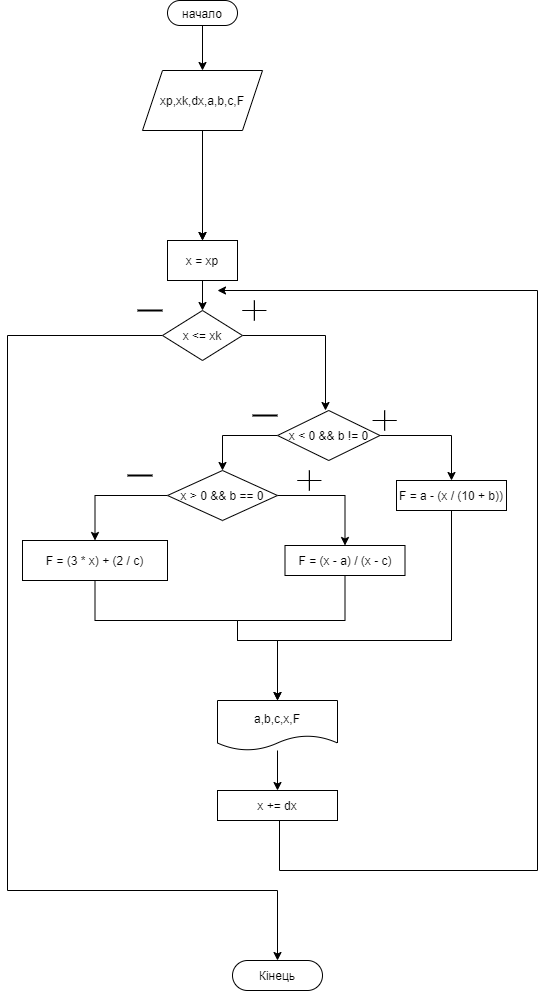 начало
xp,xk,dx,a,b,c,F
x = xp
x <= xk
x < 0 && b != 0
x > 0 && b == 0
F = a - (x / (10 + b))
F = (3 * x) + (2 / c)
F = (x - a) / (x - c)
a,b,c,x,F
x += dx
Кінець